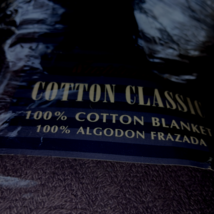 COTTON CLASSIC
100% COTTON BLANKET
100% ALGODON FRAZADA